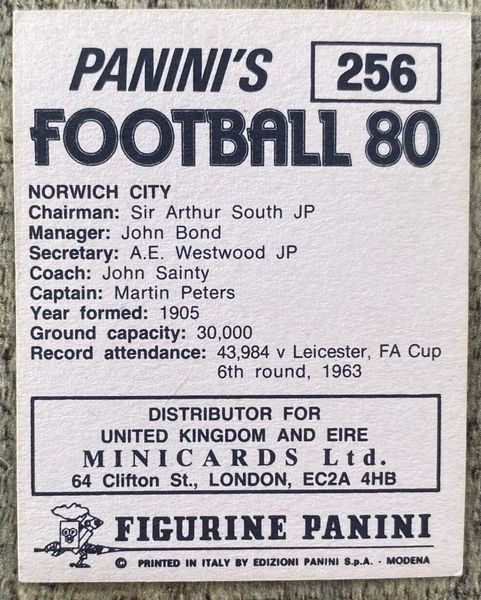 PANINI'S
256
FOOTBALL 80
NORWICH CITY
Chairman: Sir Arthur South JP
Manager: John Bond
Secretary: A.E. Westwood JP
Coach: John Sainty
Captain: Martin Peters
Year formed: 1905
Ground capacity: 30,000
Record attendance: 43,984 v Leicester, FA Cup
6th round, 1963
DISTRIBUTOR FOR
UNITED KINGDOM AND EIRE
MINICARDS Ltd.
64 Clifton St., LONDON, EC2A 4HB
FIGURINE PANINI
© PRINTED IN ITALY BY EDIZIONI PANINI S.p.A. - MODENA